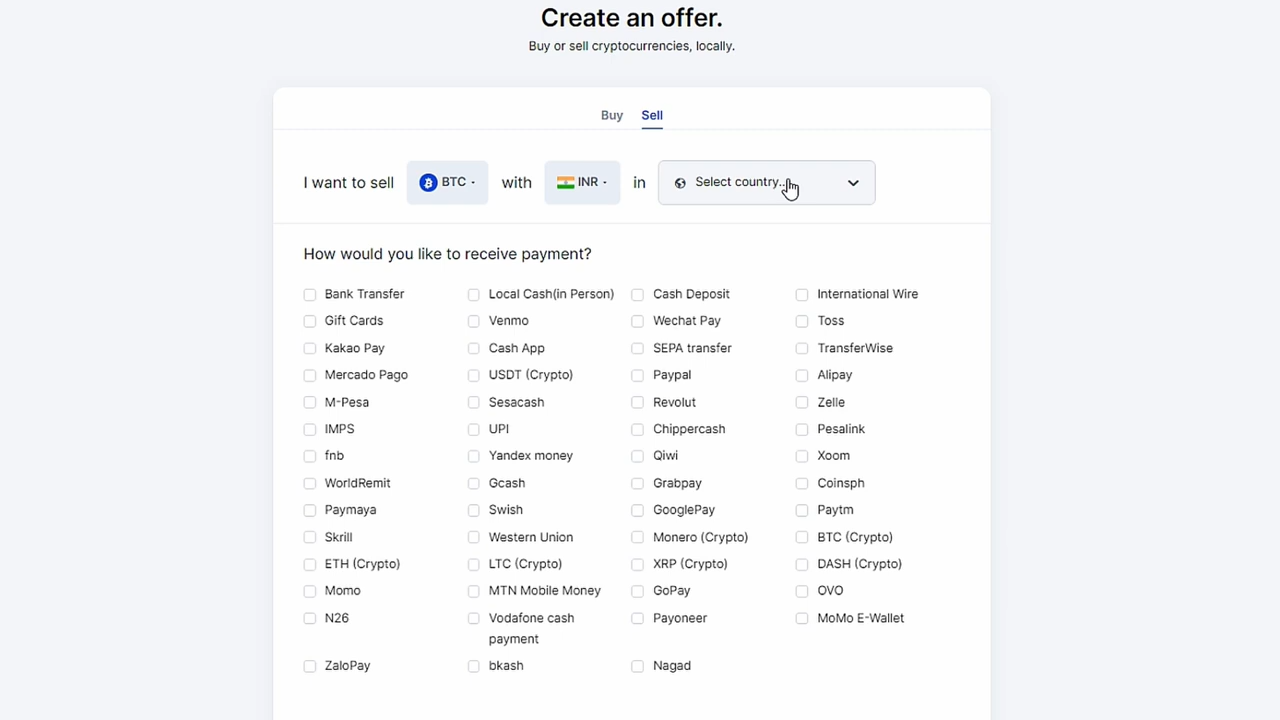 Create an offer.
Buy or sell cryptocurrencies, locally.
Buy Sell
I want to sell BTC with INR in Select country...
How would you like to receive payment?
Bank Transfer Local Cash(in Person) Cash Deposit International Wire
Gift Cards Venmo Wechat Pay Toss
Kakao Pay Cash App SEPA transfer TransferWise
Mercado Pago USDT (Crypto) Paypal Alipay
M-Pesa Sesacash Revolut Zelle
IMPS UPI Chippercash Pesalink
fnb Yandex money Qiwi Xoom
WorldRemit Gcash Grabpay Coinsph
Paymaya Swish GooglePay Paytm
Skrill Western Union Monero (Crypto) BTC (Crypto)
ETH (Crypto) LTC (Crypto) XRP (Crypto) DASH (Crypto)
Momo MTN Mobile Money GoPay OVO
N26 Vodafone cash payment Payoneer MoMo E-Wallet
ZaloPay bkash Nagad